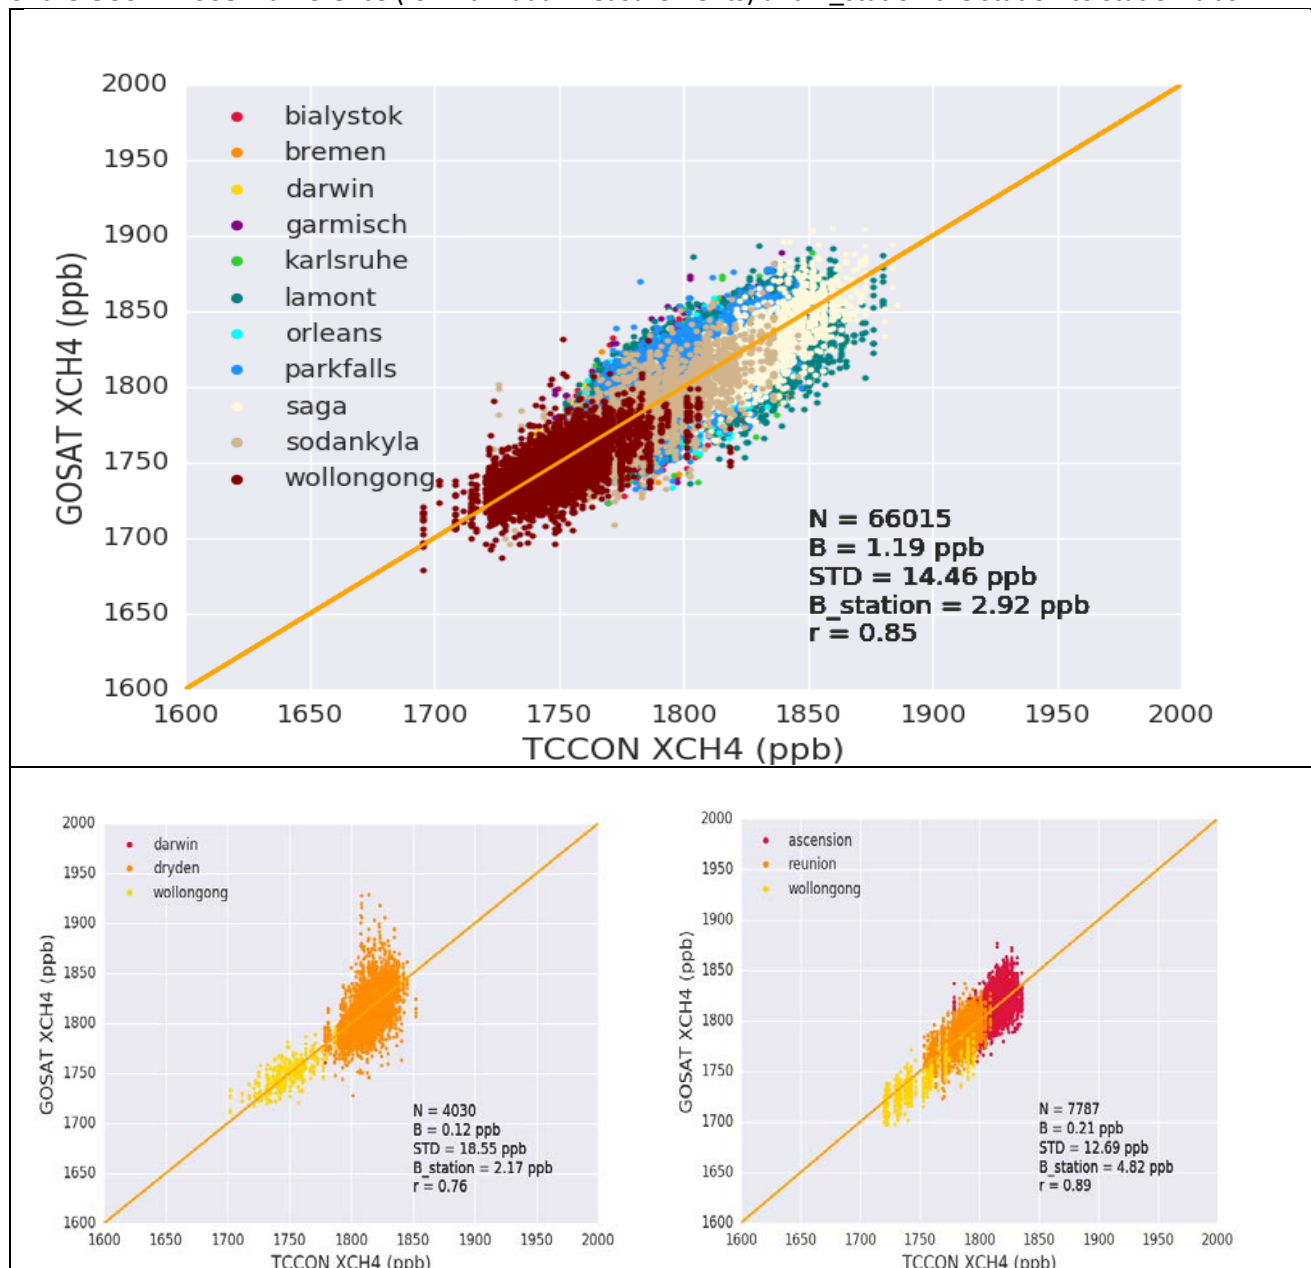 2000
1950
1900
1850
1800
1750
1700
1650
1600
GOSAT XCH4 (ppb)
bialystok
bremen
darwin
garmisch
karlsruhe
lamont
orleans
parkfalls
saga
sodankyla
wollongong
N = 66015
B = 1.19 ppb
STD = 14.46 ppb
B_station = 2.92 ppb
r = 0.85
1600 1650 1700 1750 1800 1850 1900 1950 2000
TCCON XCH4 (ppb)
2000
1950
1900
1850
1800
1750
1700
1650
1600
GOSAT XCH4 (ppb)
darwin
dryden
wollongong
N = 4030
B = 0.12 ppb
STD = 18.55 ppb
B_station = 2.17 ppb
r = 0.76
1600 1650 1700 1750 1800 1850 1900 1950 2000
TCCON XCH4 (ppb)
2000
1950
1900
1850
1800
1750
1700
1650
1600
GOSAT XCH4 (ppb)
ascension
reunion
wollongong
N = 7787
B = 0.21 ppb
STD = 12.69 ppb
B_station = 4.82 ppb
r = 0.89
1600 1650 1700 1750 1800 1850 1900 1950 2000
TCCON XCH4 (ppb)